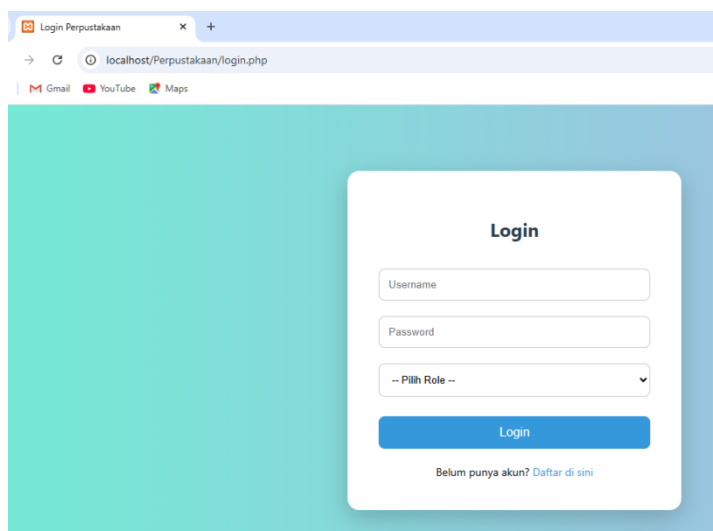 Login Perpustakaan
localhost/Perpustakaan/login.php
Gmail YouTube Maps
Login
Username
Password
-- Pilih Role --
Login
Belum punya akun? Daftar di sini